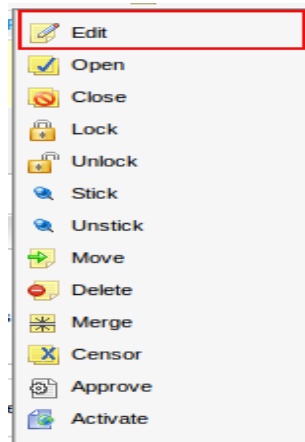 Edit
Open
Close
Lock
Unlock
Stick
Unstick
Move
Delete
Merge
Censor
Approve
Activate